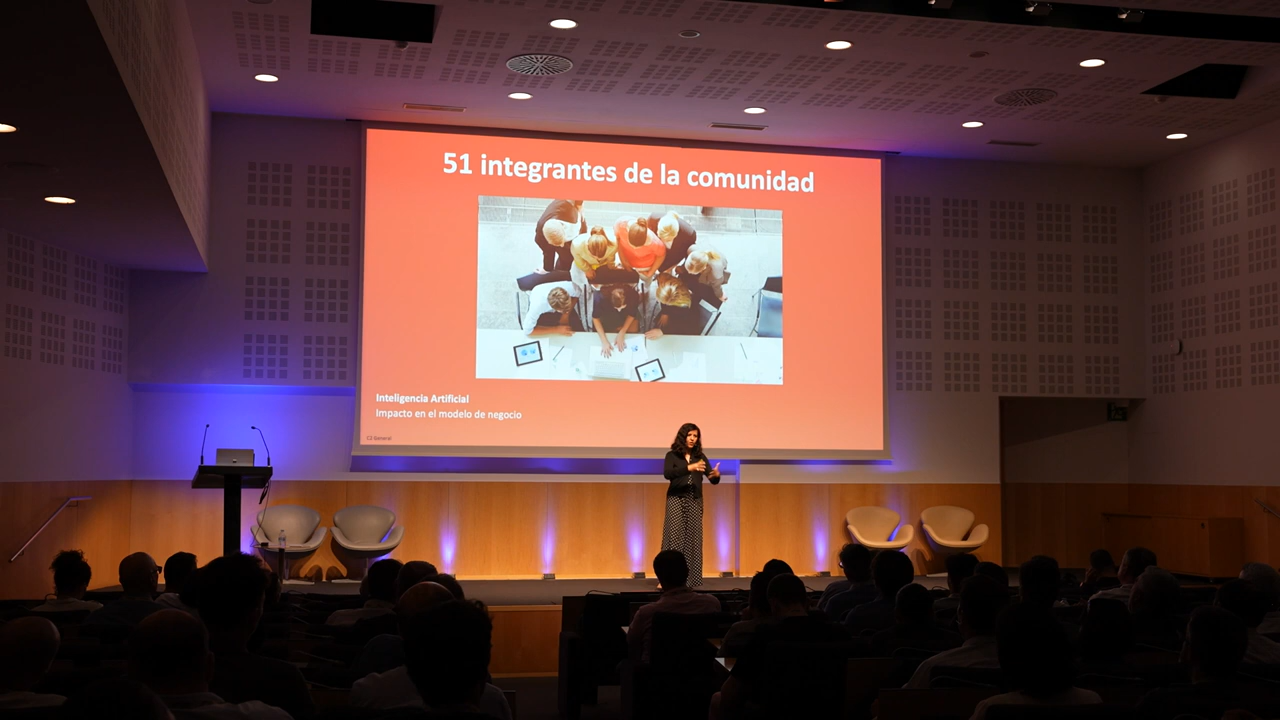 51 integrantes de la comunidad
Inteligencia Artificial
Impacto en el modelo de negocio
C2 General